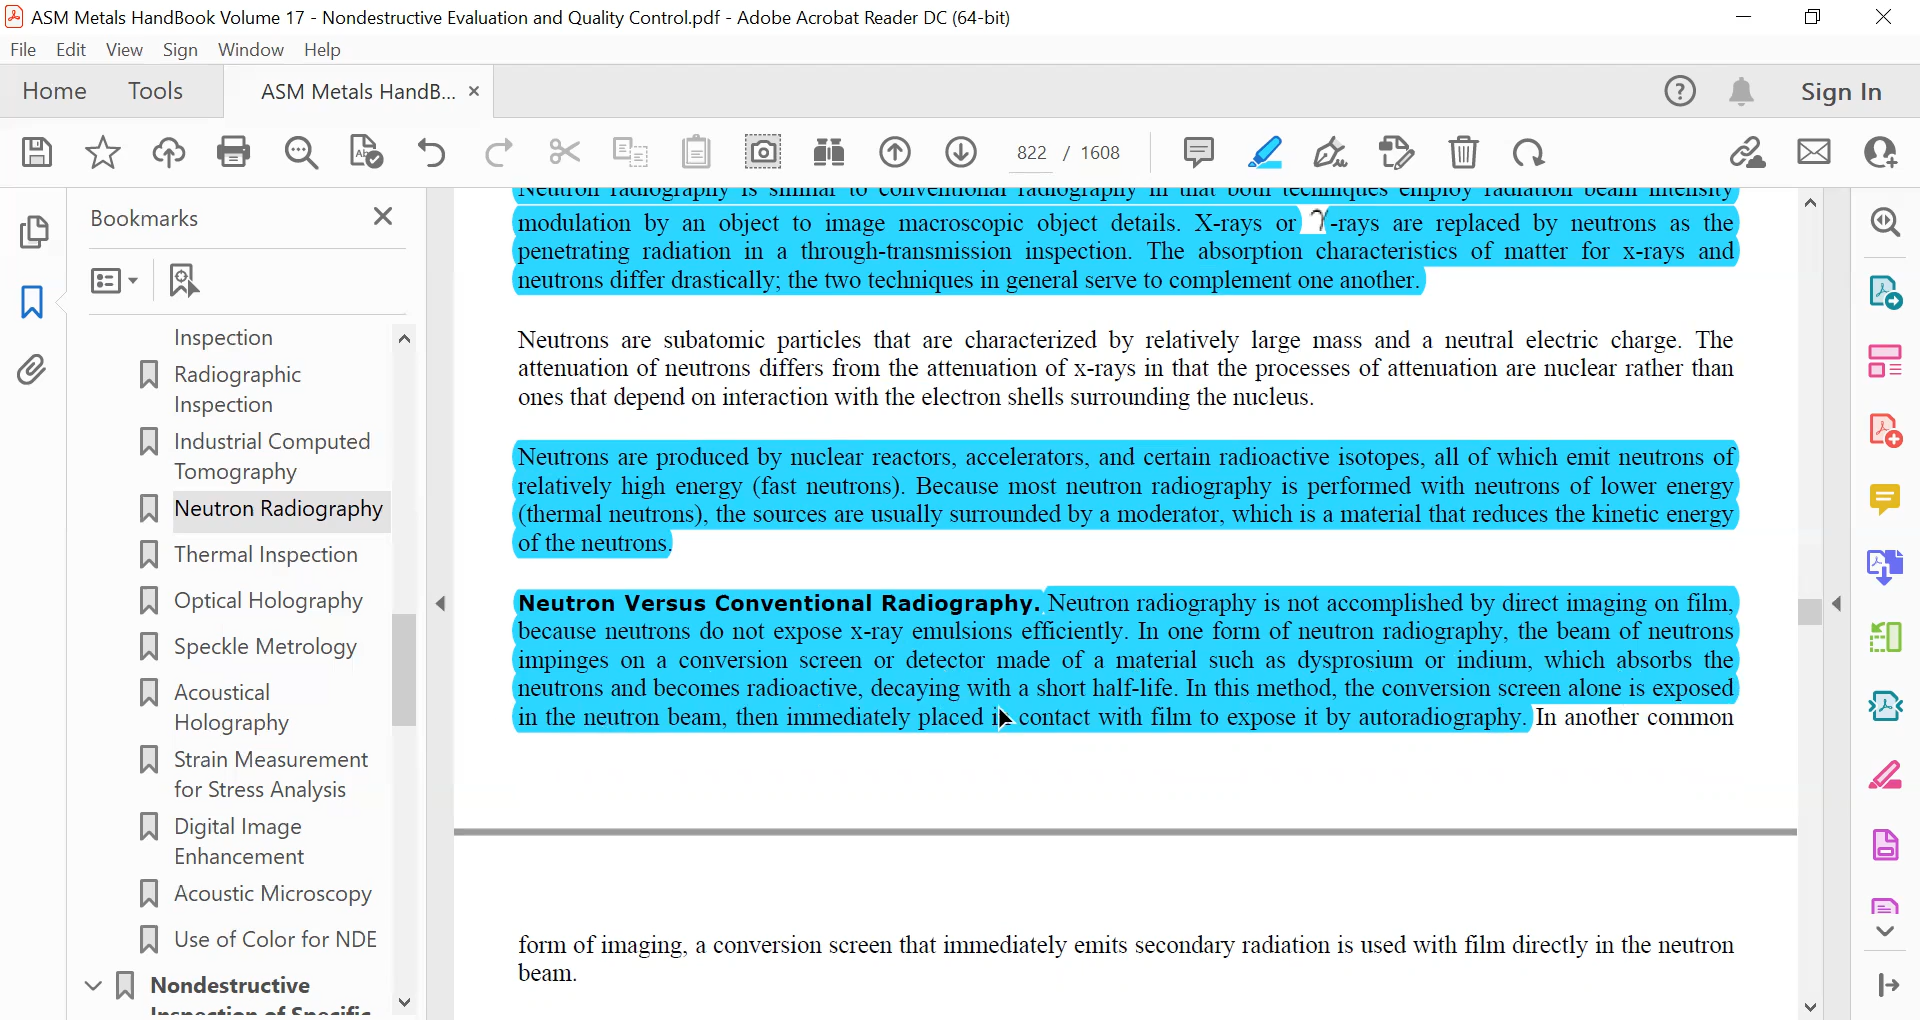 ASM Metals HandBook Volume 17 - Nondestructive Evaluation and Quality Control.pdf - Adobe Acrobat Reader DC (64-bit)
File Edit View Sign Window Help
Home Tools ASM Metals HandB... × Sign In
822 / 1608
Bookmarks
Inspection
Radiographic
Inspection
Industrial Computed
Tomography
Neutron Radiography
Thermal Inspection
Optical Holography
Speckle Metrology
Acoustical
Holography
Strain Measurement
for Stress Analysis
Digital Image
Enhancement
Acoustic Microscopy
Use of Color for NDE
Nondestructive
Inspection of Specific
Neutron radiography is similar to conventional radiography in that both techniques employ radiation beam intensity
modulation by an object to image macroscopic object details. X-rays or γ-rays are replaced by neutrons as the
penetrating radiation in a through-transmission inspection. The absorption characteristics of matter for x-rays and
neutrons differ drastically; the two techniques in general serve to complement one another.
Neutrons are subatomic particles that are characterized by relatively large mass and a neutral electric charge. The
attenuation of neutrons differs from the attenuation of x-rays in that the processes of attenuation are nuclear rather than
ones that depend on interaction with the electron shells surrounding the nucleus.
Neutrons are produced by nuclear reactors, accelerators, and certain radioactive isotopes, all of which emit neutrons of
relatively high energy (fast neutrons). Because most neutron radiography is performed with neutrons of lower energy
(thermal neutrons), the sources are usually surrounded by a moderator, which is a material that reduces the kinetic energy
of the neutrons.
Neutron Versus Conventional Radiography. Neutron radiography is not accomplished by direct imaging on film,
because neutrons do not expose x-ray emulsions efficiently. In one form of neutron radiography, the beam of neutrons
impinges on a conversion screen or detector made of a material such as dysprosium or indium, which absorbs the
neutrons and becomes radioactive, decaying with a short half-life. In this method, the conversion screen alone is exposed
in the neutron beam, then immediately placed in contact with film to expose it by autoradiography. In another common
form of imaging, a conversion screen that immediately emits secondary radiation is used with film directly in the neutron
beam.